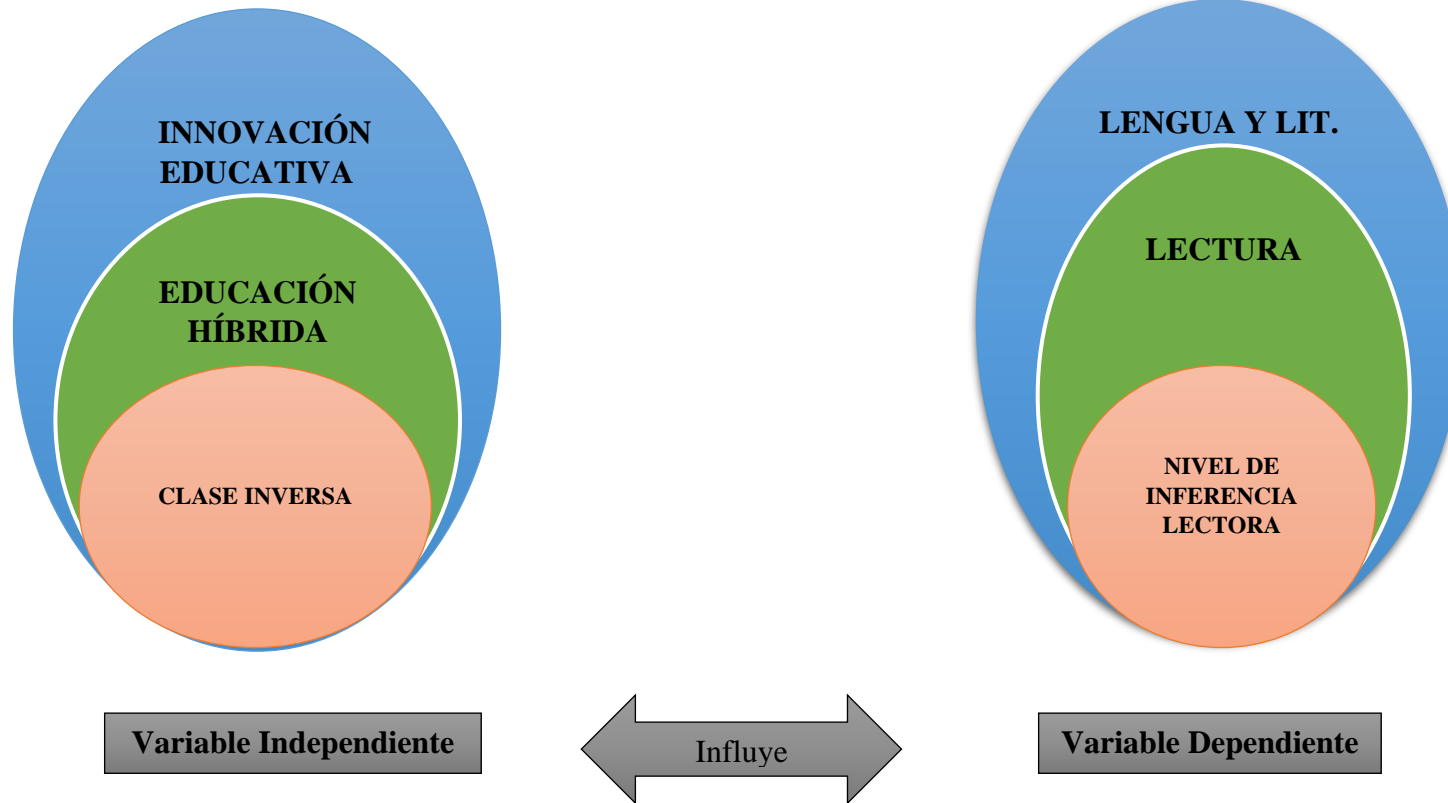 INNOVACIÓN
EDUCATIVA
EDUCACIÓN
HÍBRIDA
CLASE INVERSA
LENGUA Y LIT.
LECTURA
NIVEL DE
INFERENCIA
LECTORA
Variable Independiente
Influye
Variable Dependiente